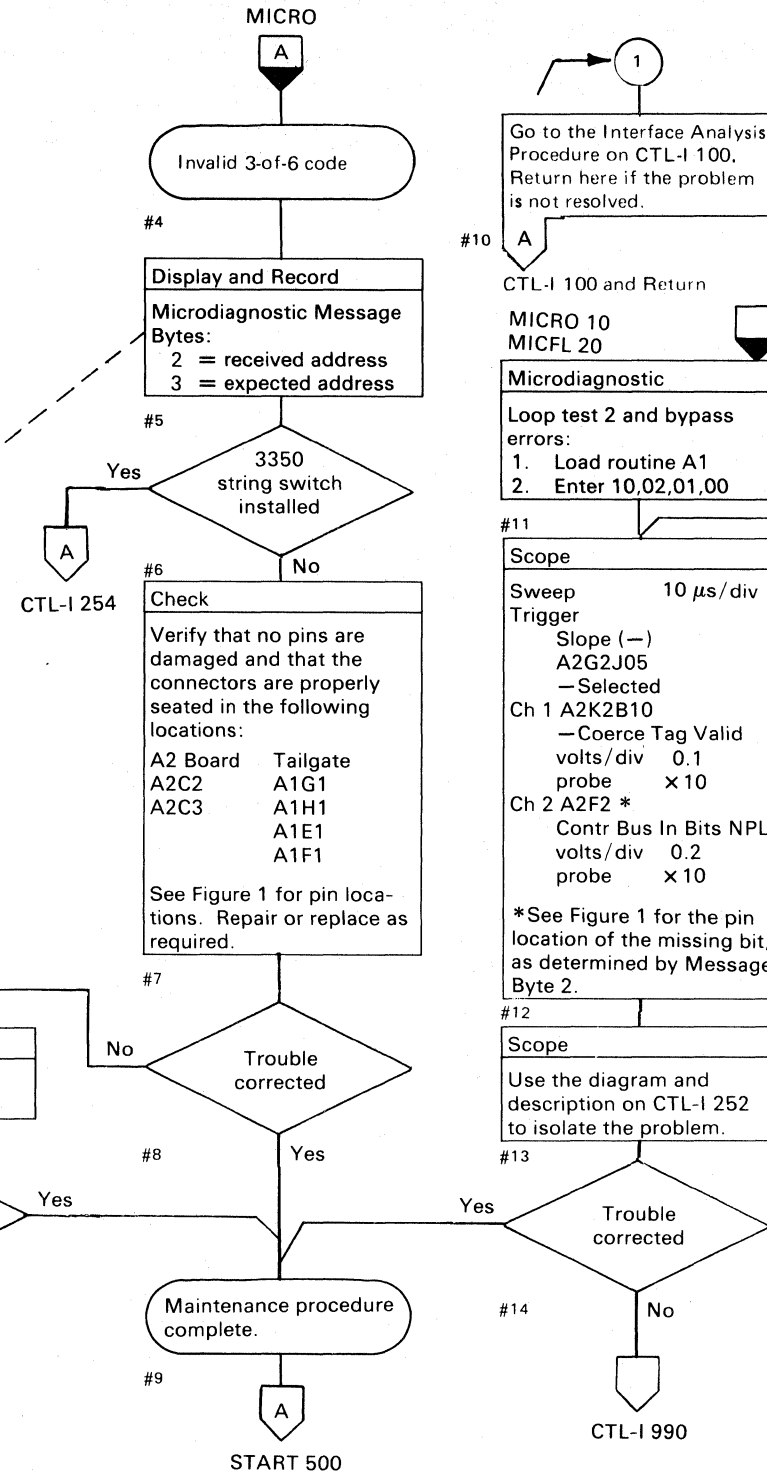 MICRO
A
Invalid 3-of-6 code
#4
Display and Record
Microdiagnostic Message
Bytes:
2 = received address
3 = expected address
#5
3350
string switch
installed
Yes
A
CTL-I 254
No
#6
Check
Verify that no pins are
damaged and that the
connectors are properly
seated in the following
locations:
A2 Board Tailgate
A2C2 A1G1
A2C3 A1H1
A1E1
A1F1
See Figure 1 for pin loca-
tions. Repair or replace as
required.
#7
No
Trouble
corrected
#8
Yes
Yes
Maintenance procedure
complete.
#9
A
START 500
1
Go to the Interface Analysis
Procedure on CTL-I 100.
Return here if the problem
is not resolved.
#10
A
CTL-I 100 and Return
MICRO 10
MICFL 20
Microdiagnostic
Loop test 2 and bypass
errors:
1. Load routine A1
2. Enter 10,02,01,00
#11
Scope
Sweep 10 μs/div
Trigger
Slope (—)
A2G2J05
—Selected
Ch 1 A2K2B10
—Coerce Tag Valid
volts/div 0.1
probe ×10
Ch 2 A2F2 *
Contr Bus In Bits NPL
volts/div 0.2
probe ×10
*See Figure 1 for the pin
location of the missing bit,
as determined by Message
Byte 2.
#12
Scope
Use the diagram and
description on CTL-I 252
to isolate the problem.
#13
Yes
Trouble
corrected
#14
No
CTL-I 990